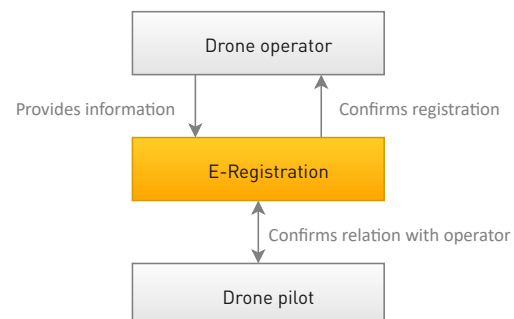 Drone operator
Provides information
Confirms registration
E-Registration
Confirms relation with operator
Drone pilot